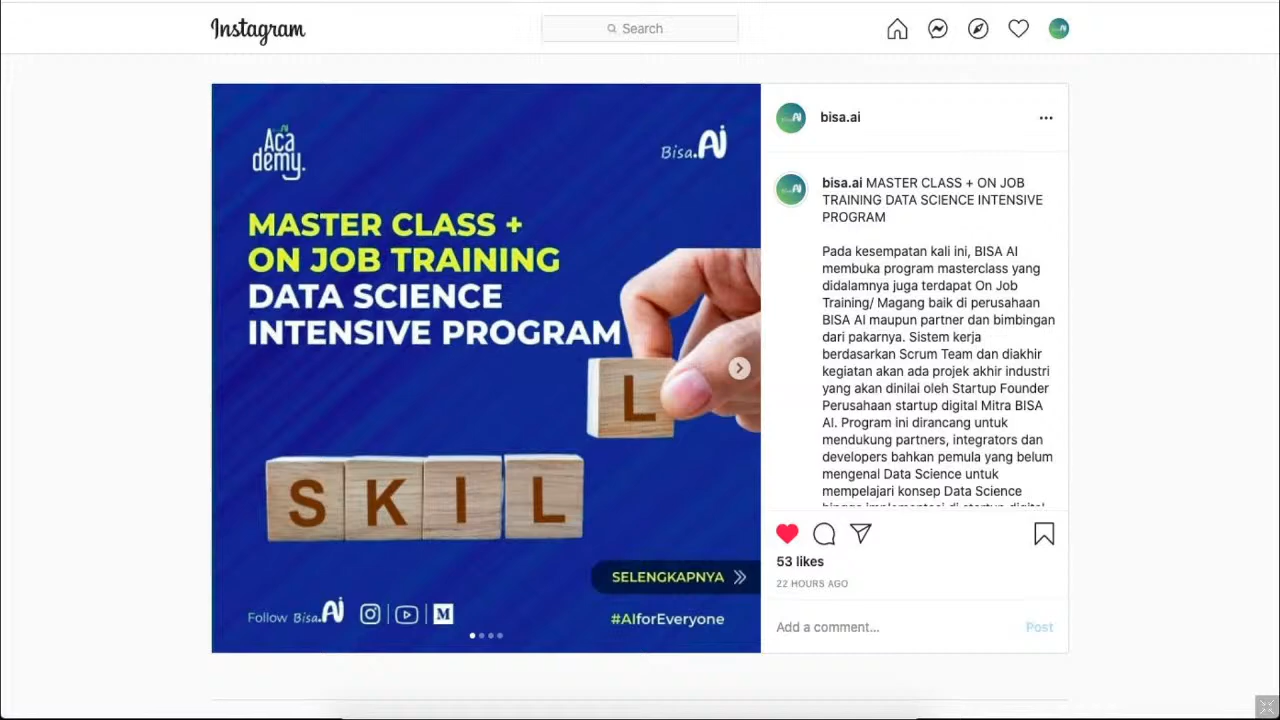 Instagram
Search
Aca
demy.
Bisa.AI
MASTER CLASS +
ON JOB TRAINING
DATA SCIENCE
INTENSIVE PROGRAM
L
S K I L
SELENGKAPNYA
Follow Bisa.AI
M
#AIforEveryone
bisa.ai
bisa.ai MASTER CLASS + ON JOB
TRAINING DATA SCIENCE INTENSIVE
PROGRAM
Pada kesempatan kali ini, BISA AI
membuka program masterclass yang
didalamnya juga terdapat On Job
Training/ Magang baik di perusahaan
BISA AI maupun partner dan bimbingan
dari pakarnya. Sistem kerja
berdasarkan Scrum Team dan diakhir
kegiatan akan ada projek akhir industri
yang akan dinilai oleh Startup Founder
Perusahaan startup digital Mitra BISA
AI. Program ini dirancang untuk
mendukung partners, integrators dan
developers bahkan pemula yang belum
mengenal Data Science untuk
mempelajari konsep Data Science
hingga implementasi di startup digital
53 likes
22 HOURS AGO
Add a comment...
Post